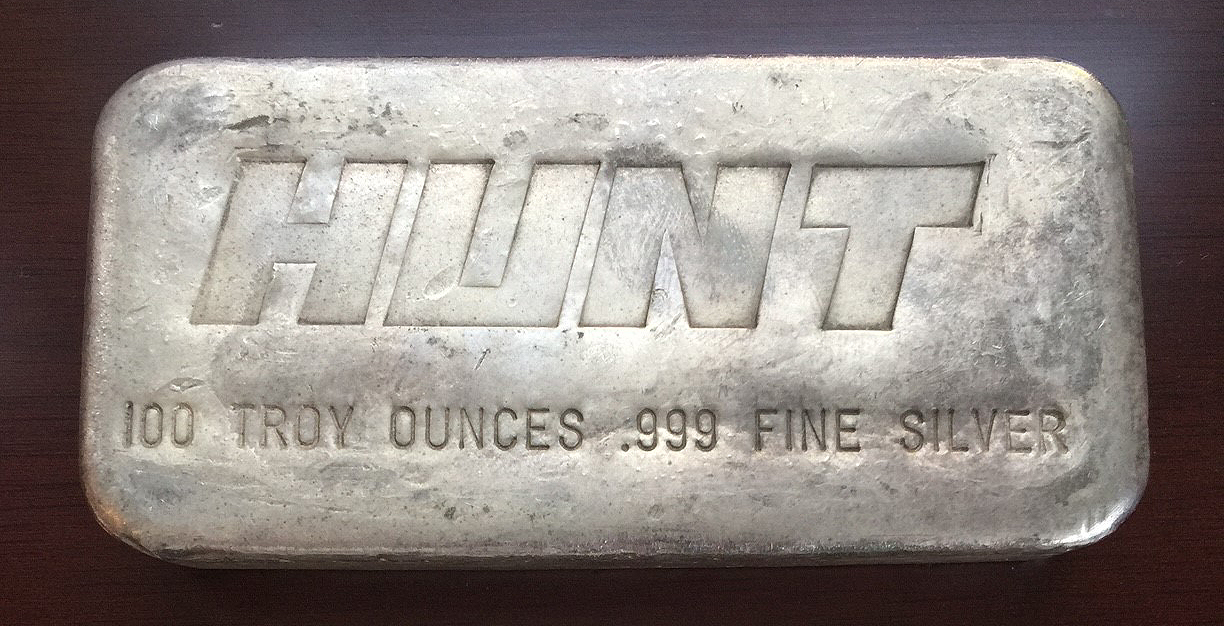 HUNT
100 TROY OUNCES .999 FINE SILVER